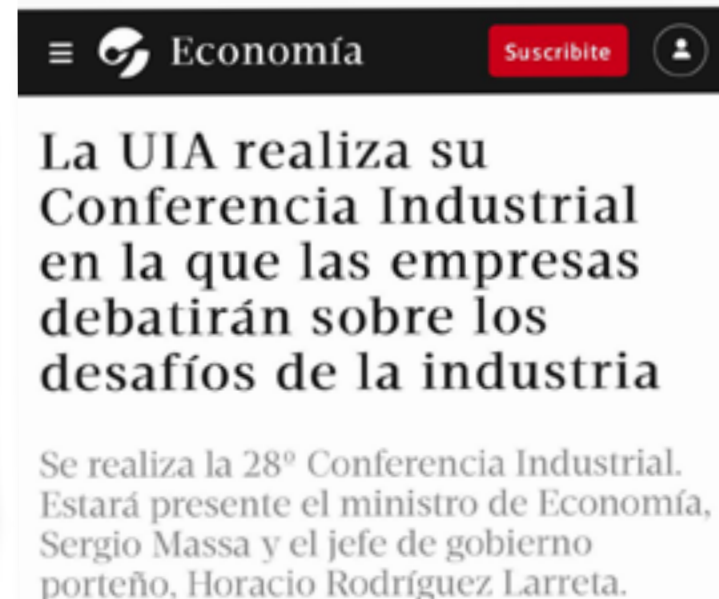 Economía
Suscribite
La UIA realiza su
Conferencia Industrial
en la que las empresas
debatirán sobre los
desafíos de la industria
Se realiza la 28º Conferencia Industrial.
Estará presente el ministro de Economía,
Sergio Massa y el jefe de gobierno
porteño, Horacio Rodríguez Larreta.